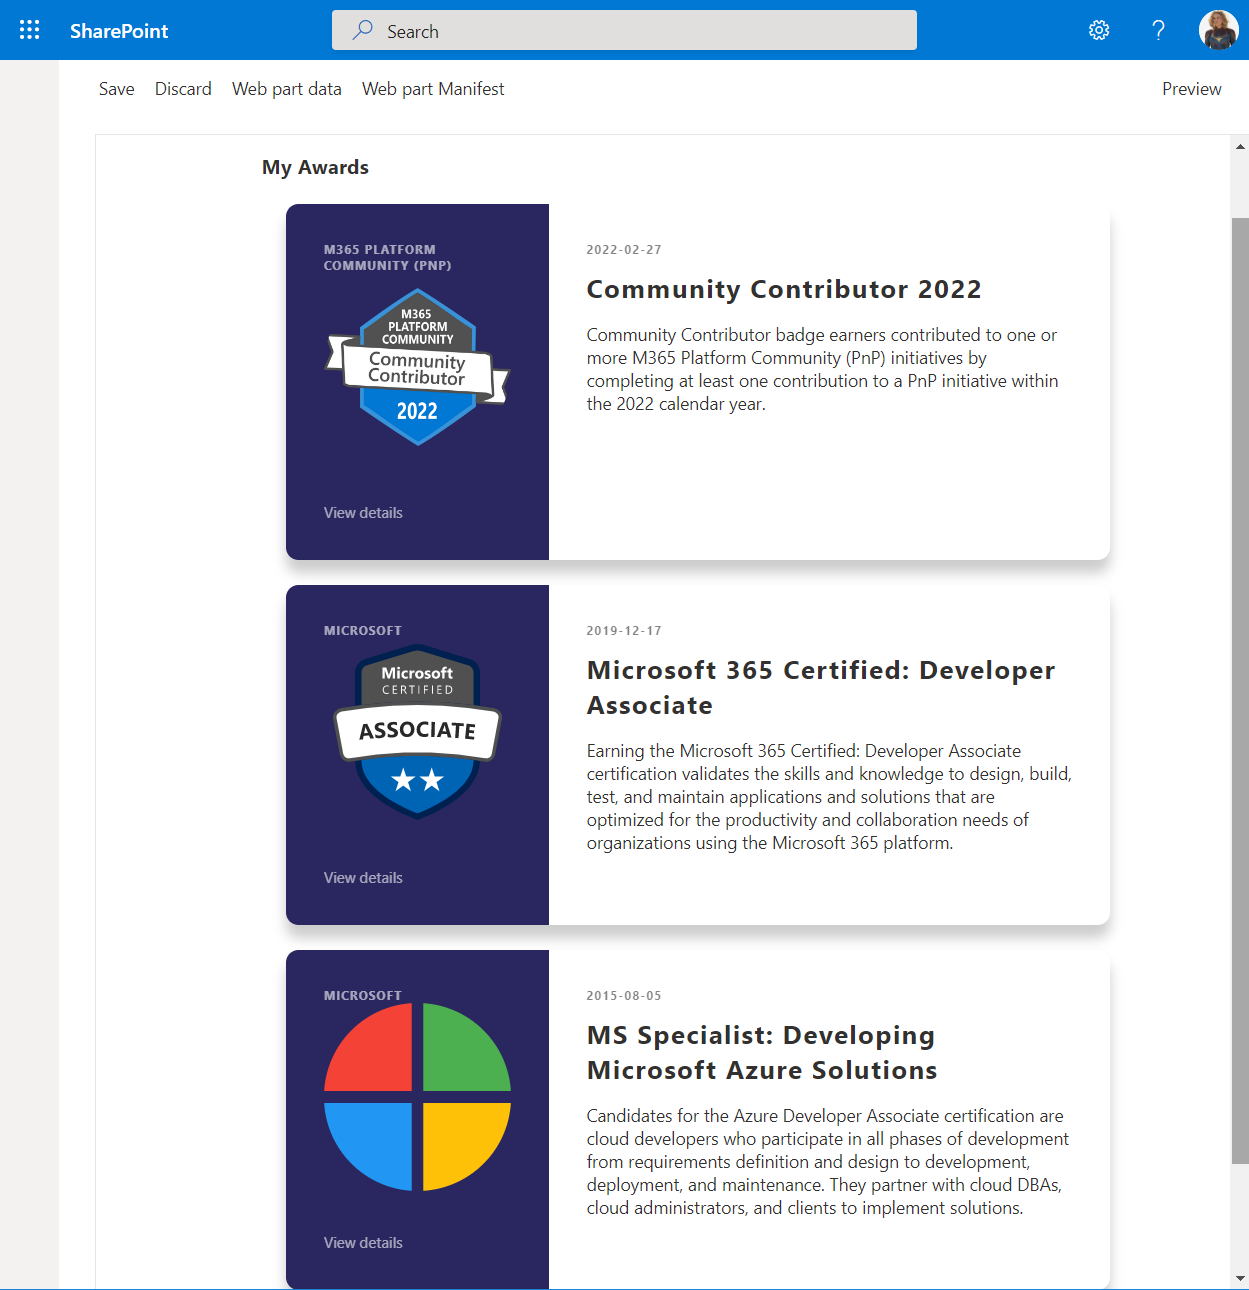 SharePoint
Search
?
Save
Discard
Web part data
Web part Manifest
Preview
My Awards
M365 PLATFORM
COMMUNITY (PNP)
M365
PLATFORM
COMMUNITY
Community
Contributor
2022
View details
2022-02-27
Community Contributor 2022
Community Contributor badge earners contributed to one or
more M365 Platform Community (PnP) initiatives by
completing at least one contribution to a PnP initiative within
the 2022 calendar year.
MICROSOFT
Microsoft
CERTIFIED
ASSOCIATE
View details
2019-12-17
Microsoft 365 Certified: Developer
Associate
Earning the Microsoft 365 Certified: Developer Associate
certification validates the skills and knowledge to design, build,
test, and maintain applications and solutions that are
optimized for the productivity and collaboration needs of
organizations using the Microsoft 365 platform.
MICROSOFT
View details
2015-08-05
MS Specialist: Developing
Microsoft Azure Solutions
Candidates for the Azure Developer Associate certification are
cloud developers who participate in all phases of development
from requirements definition and design to development,
deployment, and maintenance. They partner with cloud DBAs,
cloud administrators, and clients to implement solutions.